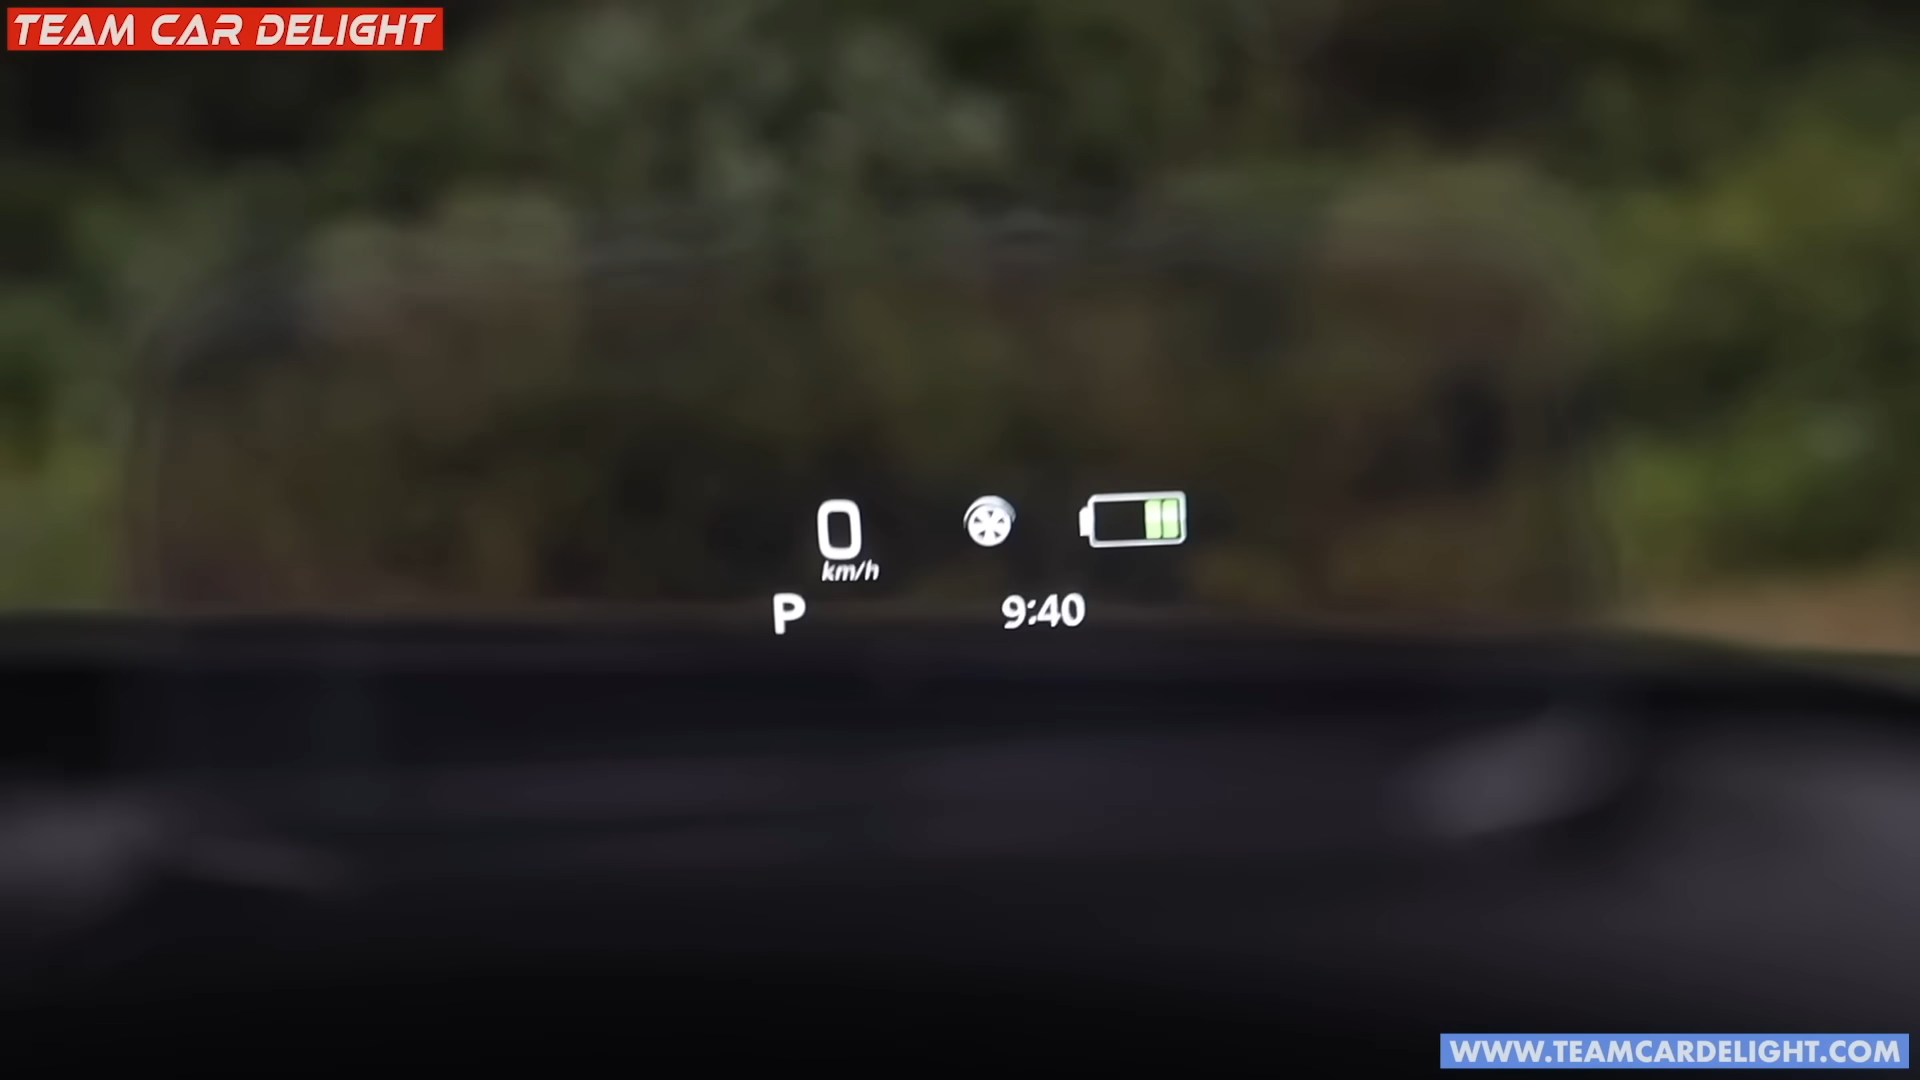 TEAM CAR DELIGHT
0
km/h
P 9:40
WWW.TEAMCARDELIGHT.COM